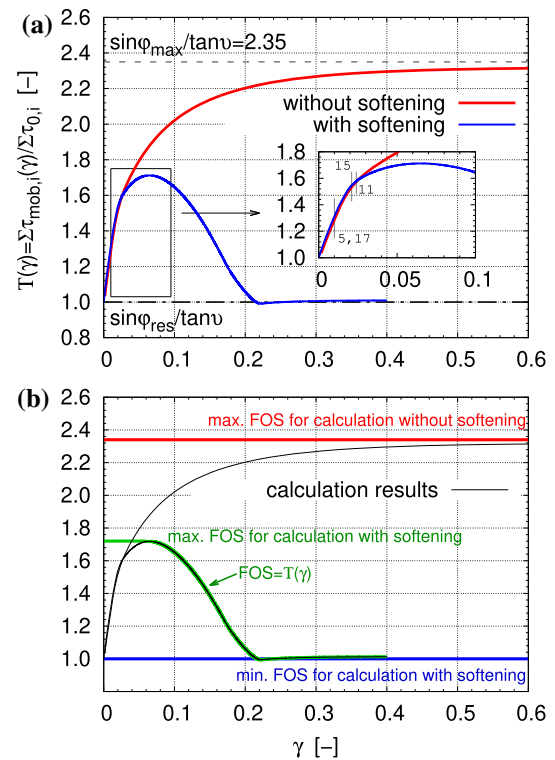 (a)
2.6
2.4
2.2
2.0
1.8
1.6
1.4
1.2
1.0
0.8
Υ(γ)=Στmob,i(γ)/Στ0,i [–]
sinφmax/tanυ=2.35
without softening
with softening
1.8
1.6
1.4
1.2
1.0
15
11
5,17
0 0.05 0.1
sinφres/tanυ
0 0.1 0.2 0.3 0.4 0.5 0.6
(b)
2.6
2.4
2.2
2.0
1.8
1.6
1.4
1.2
1.0
max. FOS for calculation without softening
calculation results
max. FOS for calculation with softening
FOS=Υ(γ)
min. FOS for calculation with softening
0 0.1 0.2 0.3 0.4 0.5 0.6
γ [–]